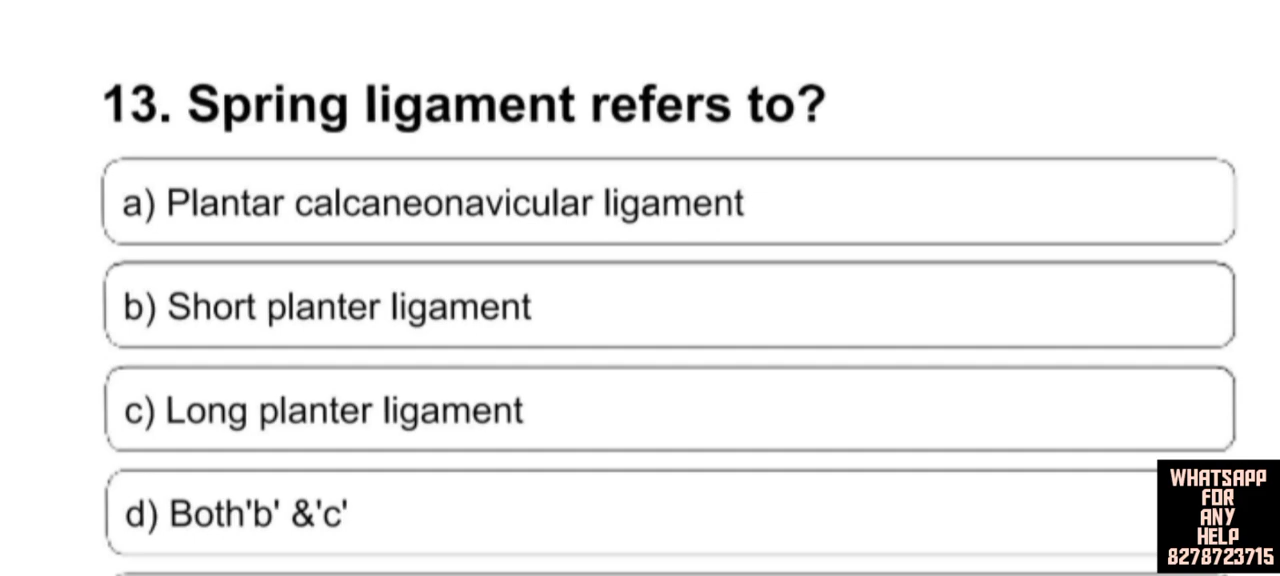 13. Spring ligament refers to?
a) Plantar calcaneonavicular ligament
b) Short planter ligament
c) Long planter ligament
d) Both'b' &'c'
WHATSAPP
FOR
ANY
HELP
8278723715